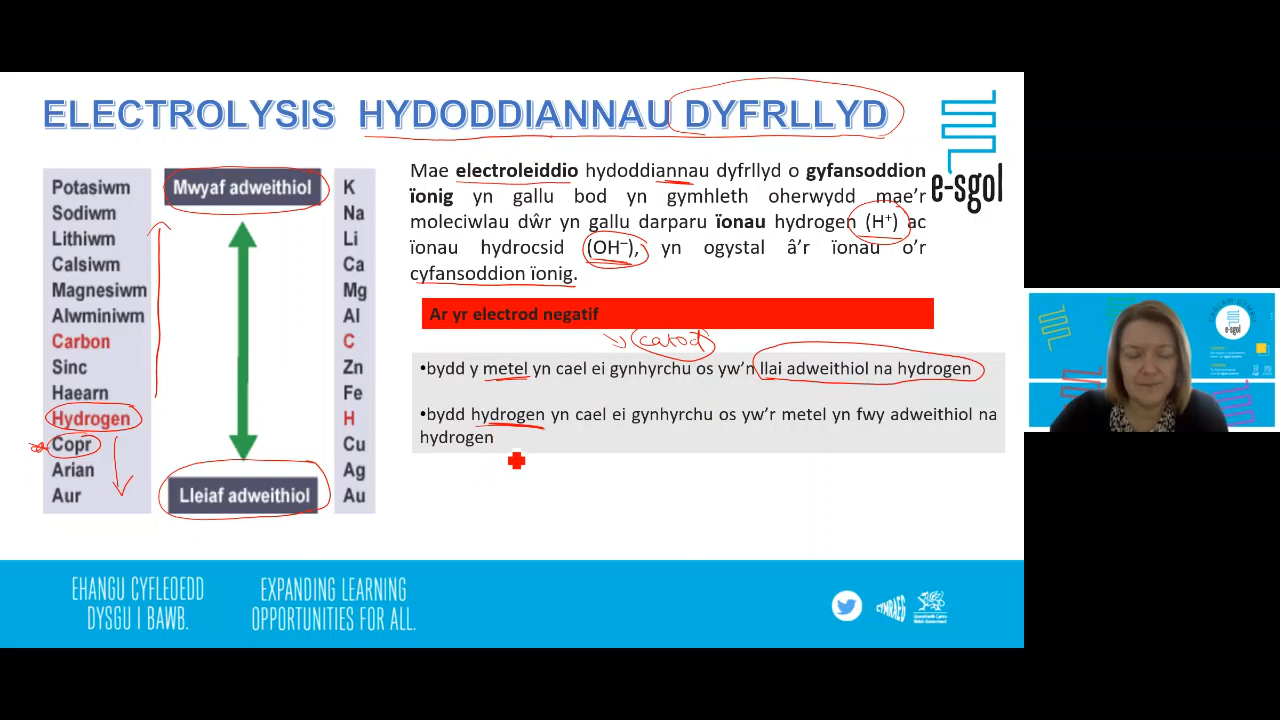 ELECTROLYSIS HYDODDIANNAU DYFRLLYD
Potasiwm
Sodiwm
Lithiwm
Calsiwm
Magnesiwm
Alwminiwm
Carbon
Sinc
Haearn
Hydrogen
Copr
Arian
Aur
Mwyaf adweithiol
Lleiaf adweithiol
K
Na
Li
Ca
Mg
Al
C
Zn
Fe
H
Cu
Ag
Au
Mae electroleiddio hydoddiannau dyfrllyd o gyfansoddion
ïonig yn gallu bod yn gymhleth oherwydd mae'r
moleciwlau dŵr yn gallu darparu ïonau hydrogen (H⁺) ac
ïonau hydrocsid (OH⁻), yn ogystal â'r ïonau o'r
cyfansoddion ïonig.
Ar yr electrod negatif
catod
•bydd y metel yn cael ei gynhyrchu os yw'n llai adweithiol na hydrogen
•bydd hydrogen yn cael ei gynhyrchu os yw'r metel yn fwy adweithiol na
hydrogen
e-sgol
e-sgol
EHANGU CYFLEOEDD
DYSGU I BAWB.
EXPANDING LEARNING
OPPORTUNITIES FOR ALL.
CYMRAEG